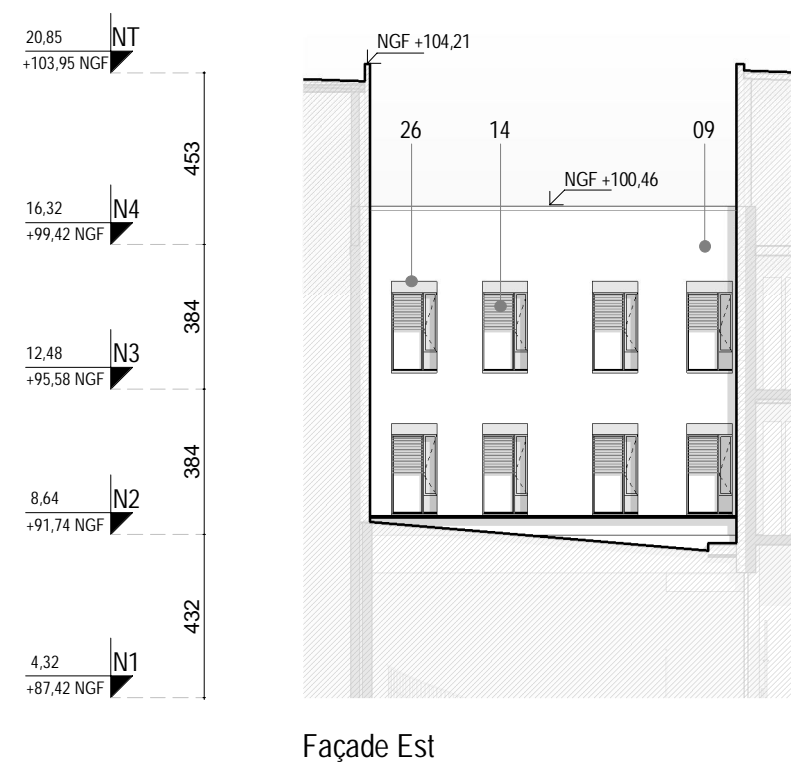 20,85 NT
+103,95 NGF
NGF +104,21
26 14 09
453
NGF +100,46
16,32 N4
+99,42 NGF
384
12,48 N3
+95,58 NGF
384
8,64 N2
+91,74 NGF
432
4,32 N1
+87,42 NGF
Façade Est